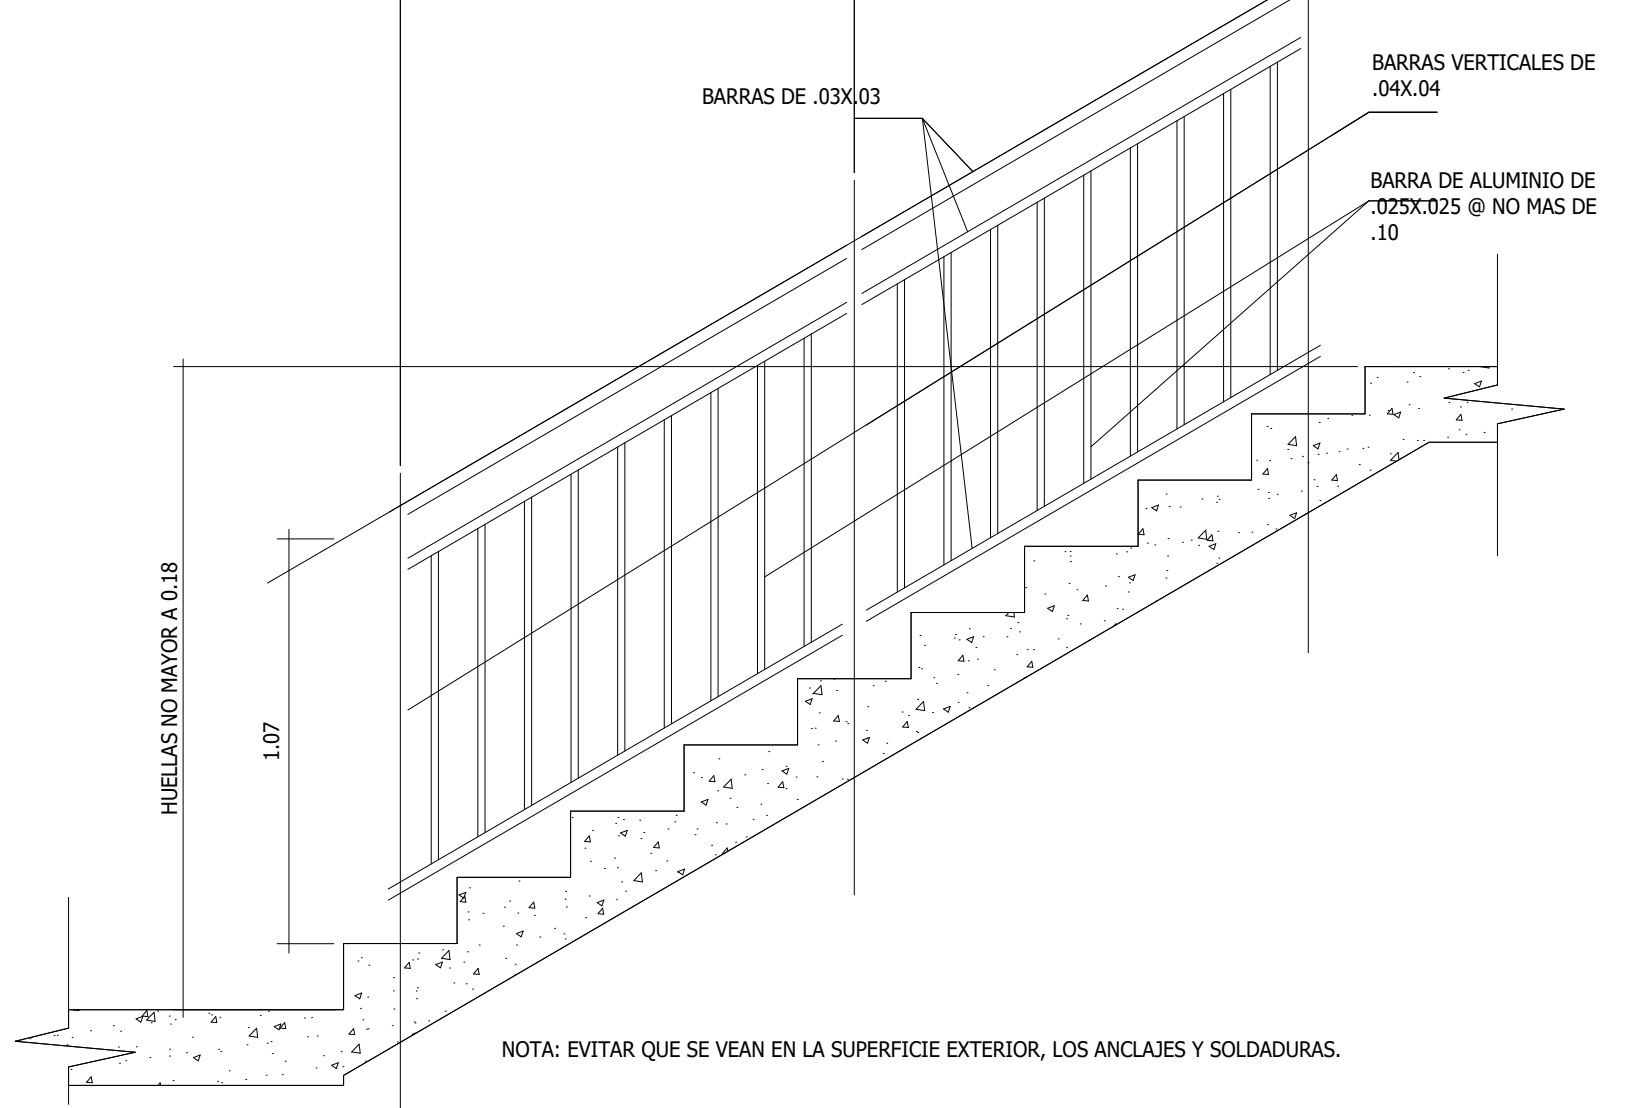 BARRAS VERTICALES DE
.04X.04
BARRAS DE .03X.03
BARRA DE ALUMINIO DE
.025X.025 @ NO MAS DE
.10
HUELLAS NO MAYOR A 0.18
1.07
NOTA: EVITAR QUE SE VEAN EN LA SUPERFICIE EXTERIOR, LOS ANCLAJES Y SOLDADURAS.